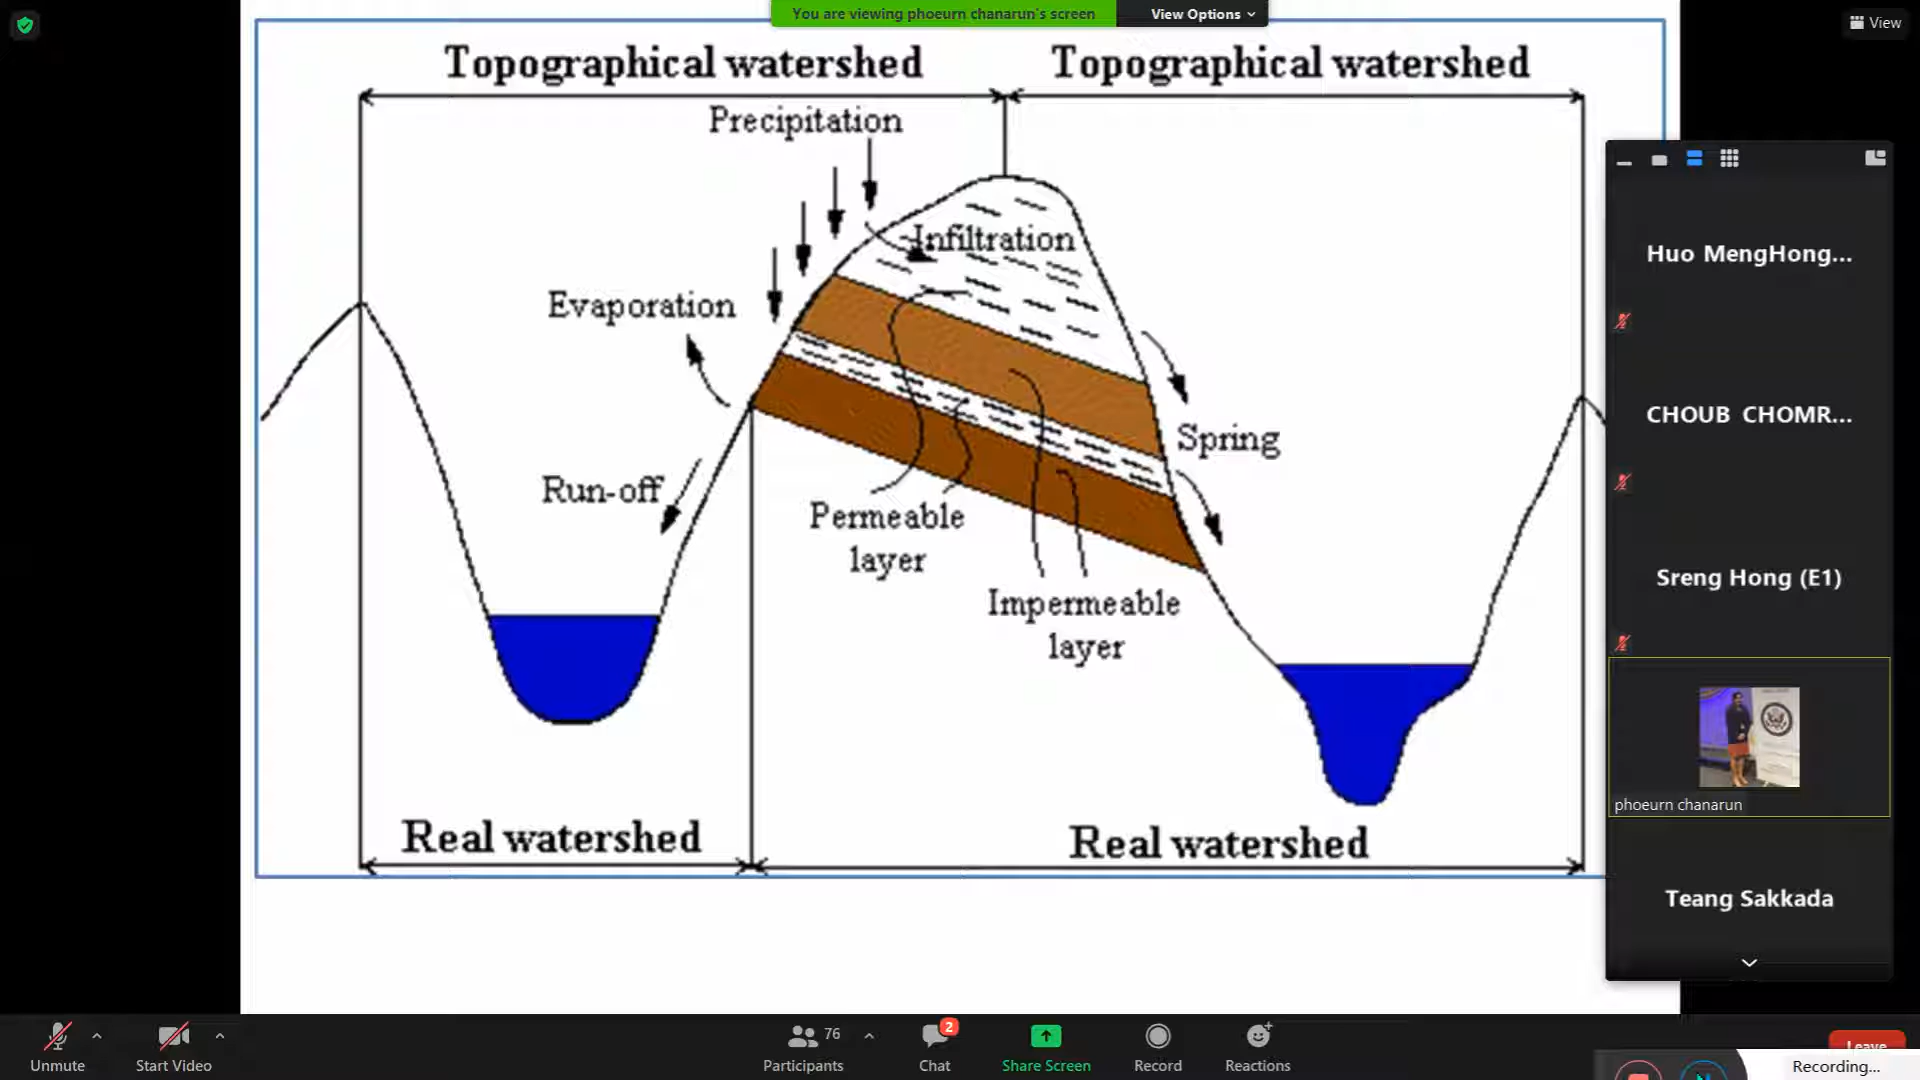 You are viewing phoeurn chanarun's screen
View Options
View
Topographical watershed
Topographical watershed
Precipitation
Infiltration
Evaporation
Spring
Run-off
Permeable
layer
Impermeable
layer
Real watershed
Real watershed
Huo MengHong...
CHOUB CHOMR...
Sreng Hong (E1)
phoeurn chanarun
Teang Sakkada
Unmute
Start Video
76
Participants
2
Chat
Share Screen
Record
Reactions
Leave
Recording...